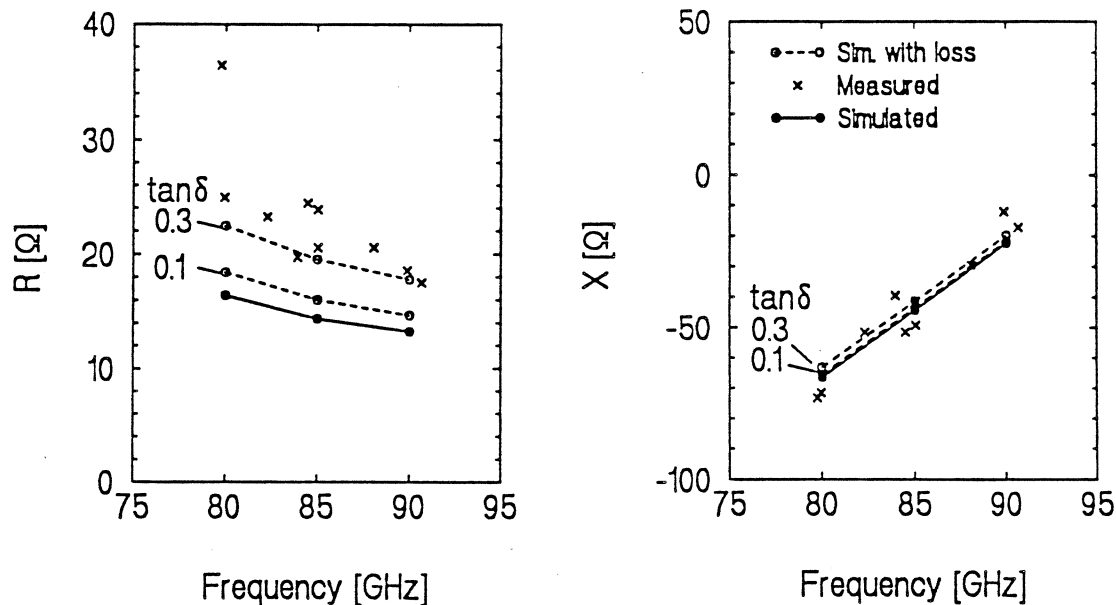 40
30
20
10
0
R [Ω]
tanδ
0.3
0.1
75 80 85 90 95
Frequency [GHz]
50
0
-50
-100
X [Ω]
Sim. with loss
Measured
Simulated
tanδ
0.3
0.1
75 80 85 90 95
Frequency [GHz]